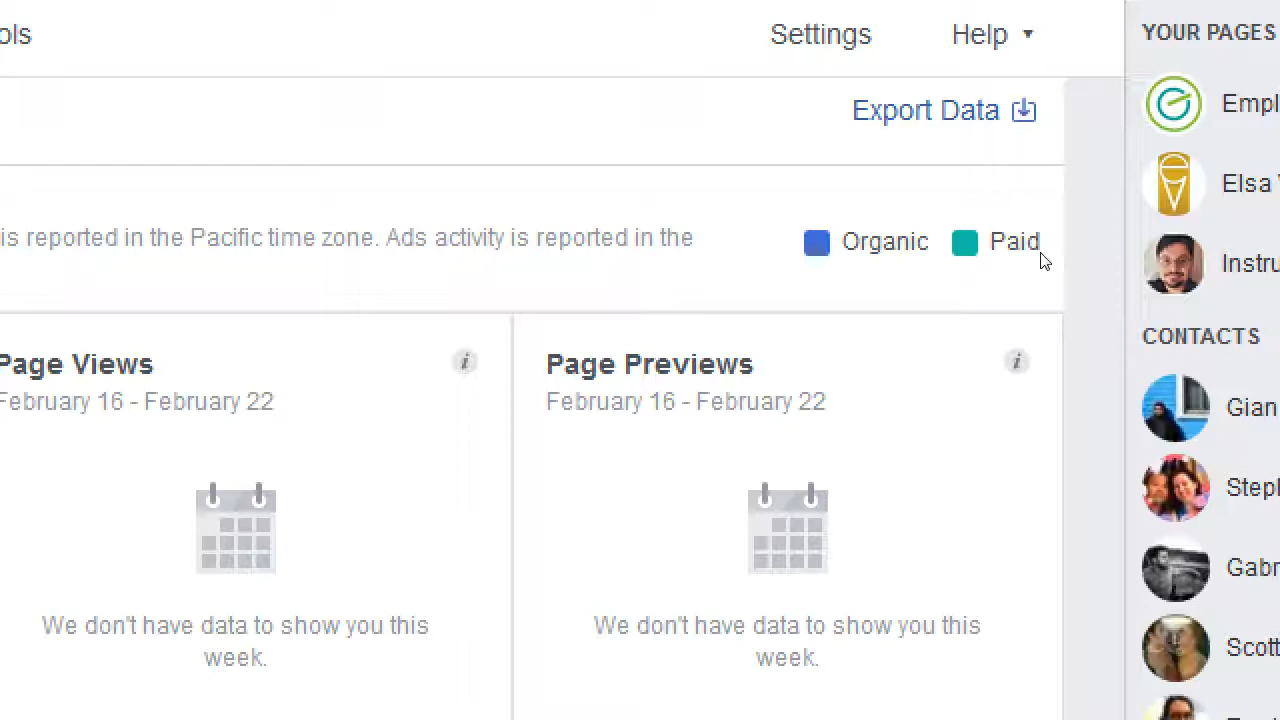 ols
Settings
Help
YOUR PAGES
Export Data
Empl
Elsa
is reported in the Pacific time zone. Ads activity is reported in the
Organic
Paid
Instru
CONTACTS
Page Views
February 16 - February 22
Page Previews
February 16 - February 22
Gian
Steph
Gabr
Scott
We don't have data to show you this
week.
We don't have data to show you this
week.